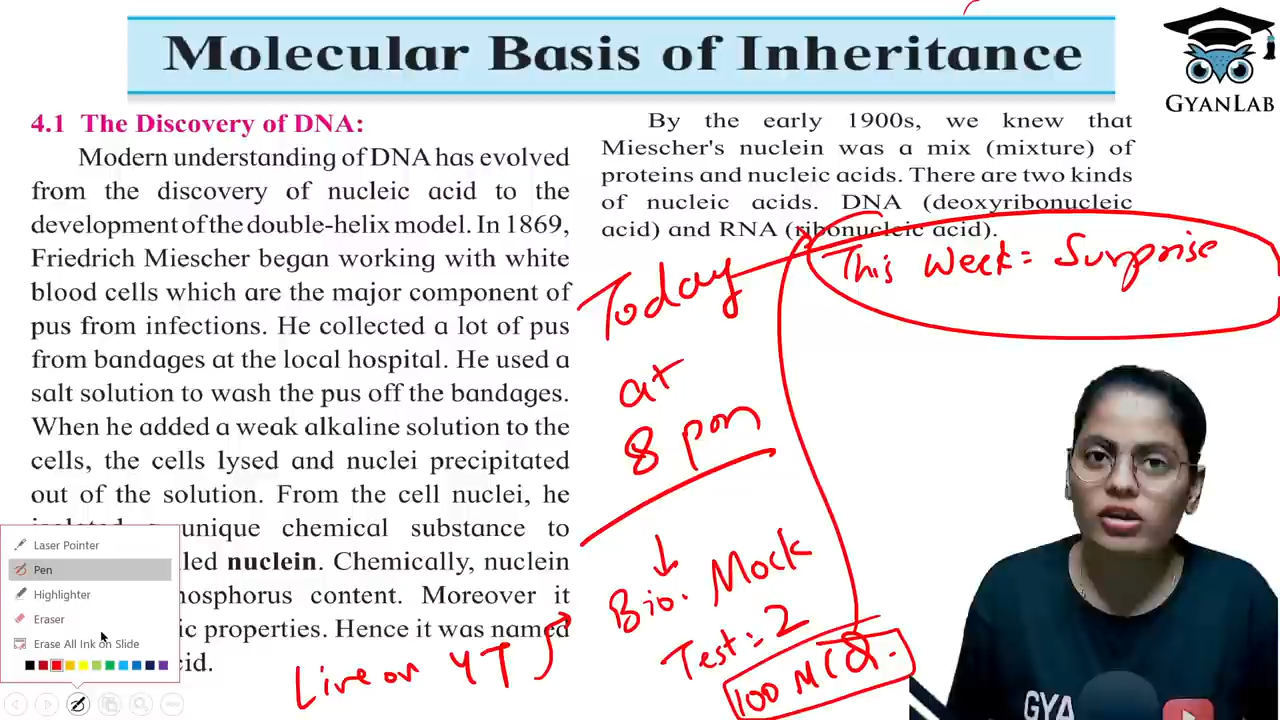 Molecular Basis of Inheritance
GYANLAB
4.1 The Discovery of DNA:
Modern understanding of DNA has evolved
from the discovery of nucleic acid to the
development of the double-helix model. In 1869,
Friedrich Miescher began working with white
blood cells which are the major component of
pus from infections. He collected a lot of pus
from bandages at the local hospital. He used a
salt solution to wash the pus off the bandages.
When he added a weak alkaline solution to the
cells, the cells lysed and nuclei precipitated
out of the solution. From the cell nuclei, he
unique chemical substance to
nuclein. Chemically, nuclein
content. Moreover it
properties. Hence it was named
By the early 1900s, we knew that
Miescher's nuclein was a mix (mixture) of
proteins and nucleic acids. There are two kinds
of nucleic acids. DNA (deoxyribonucleic
acid) and RNA (ribonucleic acid).
This Week = Surprise
Today
at
8 pm
Bio. Mock
Test = 2
100 MCQ.
Live on YT
Laser Pointer
Pen
Highlighter
Eraser
Erase All Ink on Slide
GYA